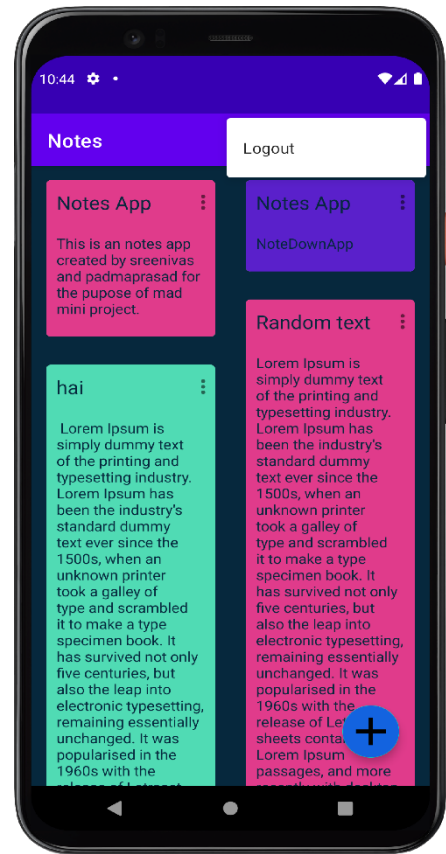 10:44
Notes
Logout
Notes App
This is an notes app
created by sreenivas
and padmaprasad for
the pupose of mad
mini project.
Notes App
NoteDownApp
hai
Lorem Ipsum is
simply dummy text
of the printing and
typesetting industry.
Lorem Ipsum has
been the industry's
standard dummy
text ever since the
1500s, when an
unknown printer
took a galley of
type and scrambled
it to make a type
specimen book. It
has survived not only
five centuries, but
also the leap into
electronic typesetting,
remaining essentially
unchanged. It was
popularised in the
1960s with the
release of Letraset
Random text
Lorem Ipsum is
simply dummy text
of the printing and
typesetting industry.
Lorem Ipsum has
been the industry's
standard dummy
text ever since the
1500s, when an
unknown printer
took a galley of
type and scrambled
it to make a type
specimen book. It
has survived not only
five centuries, but
also the leap into
electronic typesetting,
remaining essentially
unchanged. It was
popularised in the
1960s with the
release of
sheets
Lorem Ipsum
passages, and more
recently with desktop